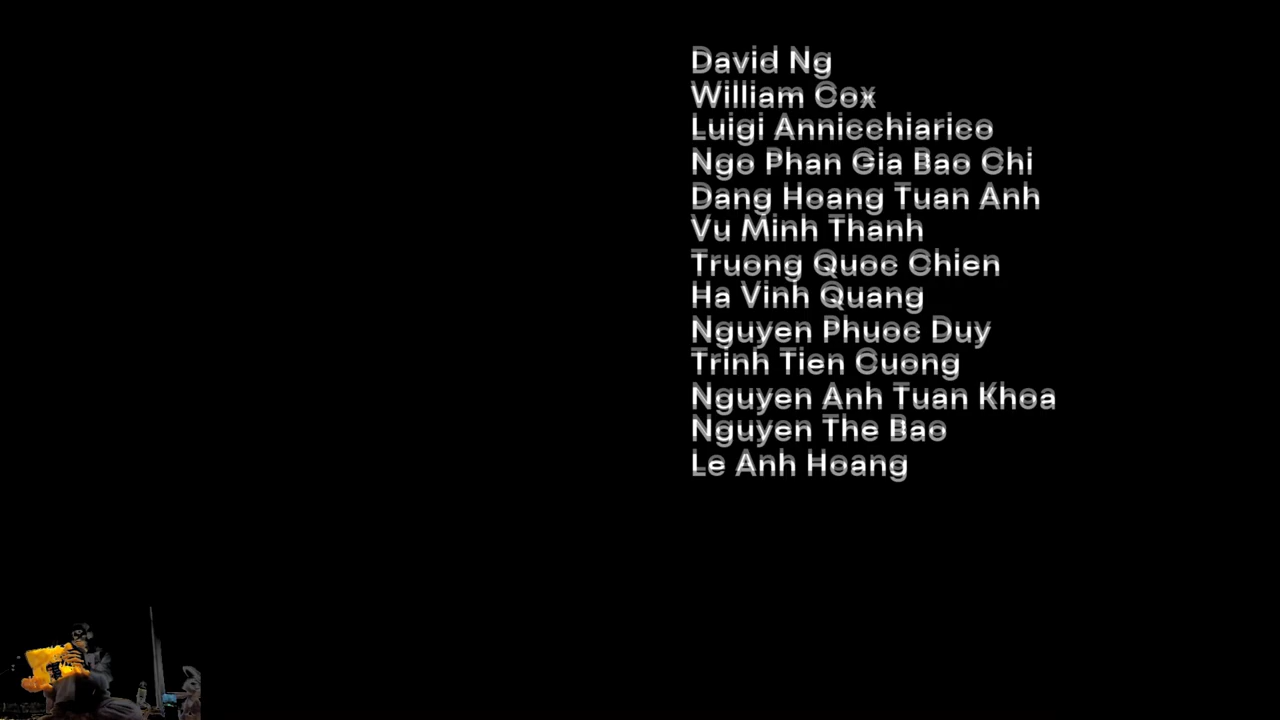 David Ng
William Cox
Luigi Annicchiarico
Ngo Phan Gia Bao Chi
Dang Hoang Tuan Anh
Vu Minh Thanh
Truong Quoc Chien
Ha Vinh Quang
Nguyen Phuoc Duy
Trinh Tien Cuong
Nguyen Anh Tuan Khoa
Nguyen The Bao
Le Anh Hoang